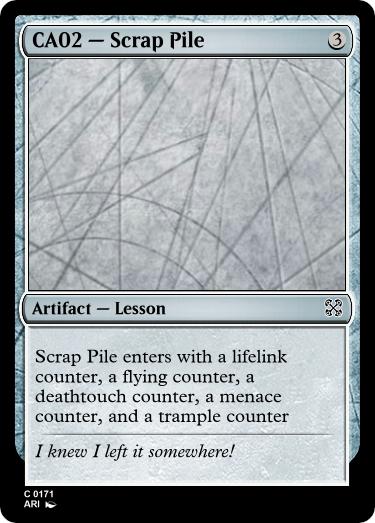 CA02 — Scrap Pile 3
Artifact — Lesson
Scrap Pile enters with a lifelink
counter, a flying counter, a
deathtouch counter, a menace
counter, and a trample counter
I knew I left it somewhere!
C 0171
ARI